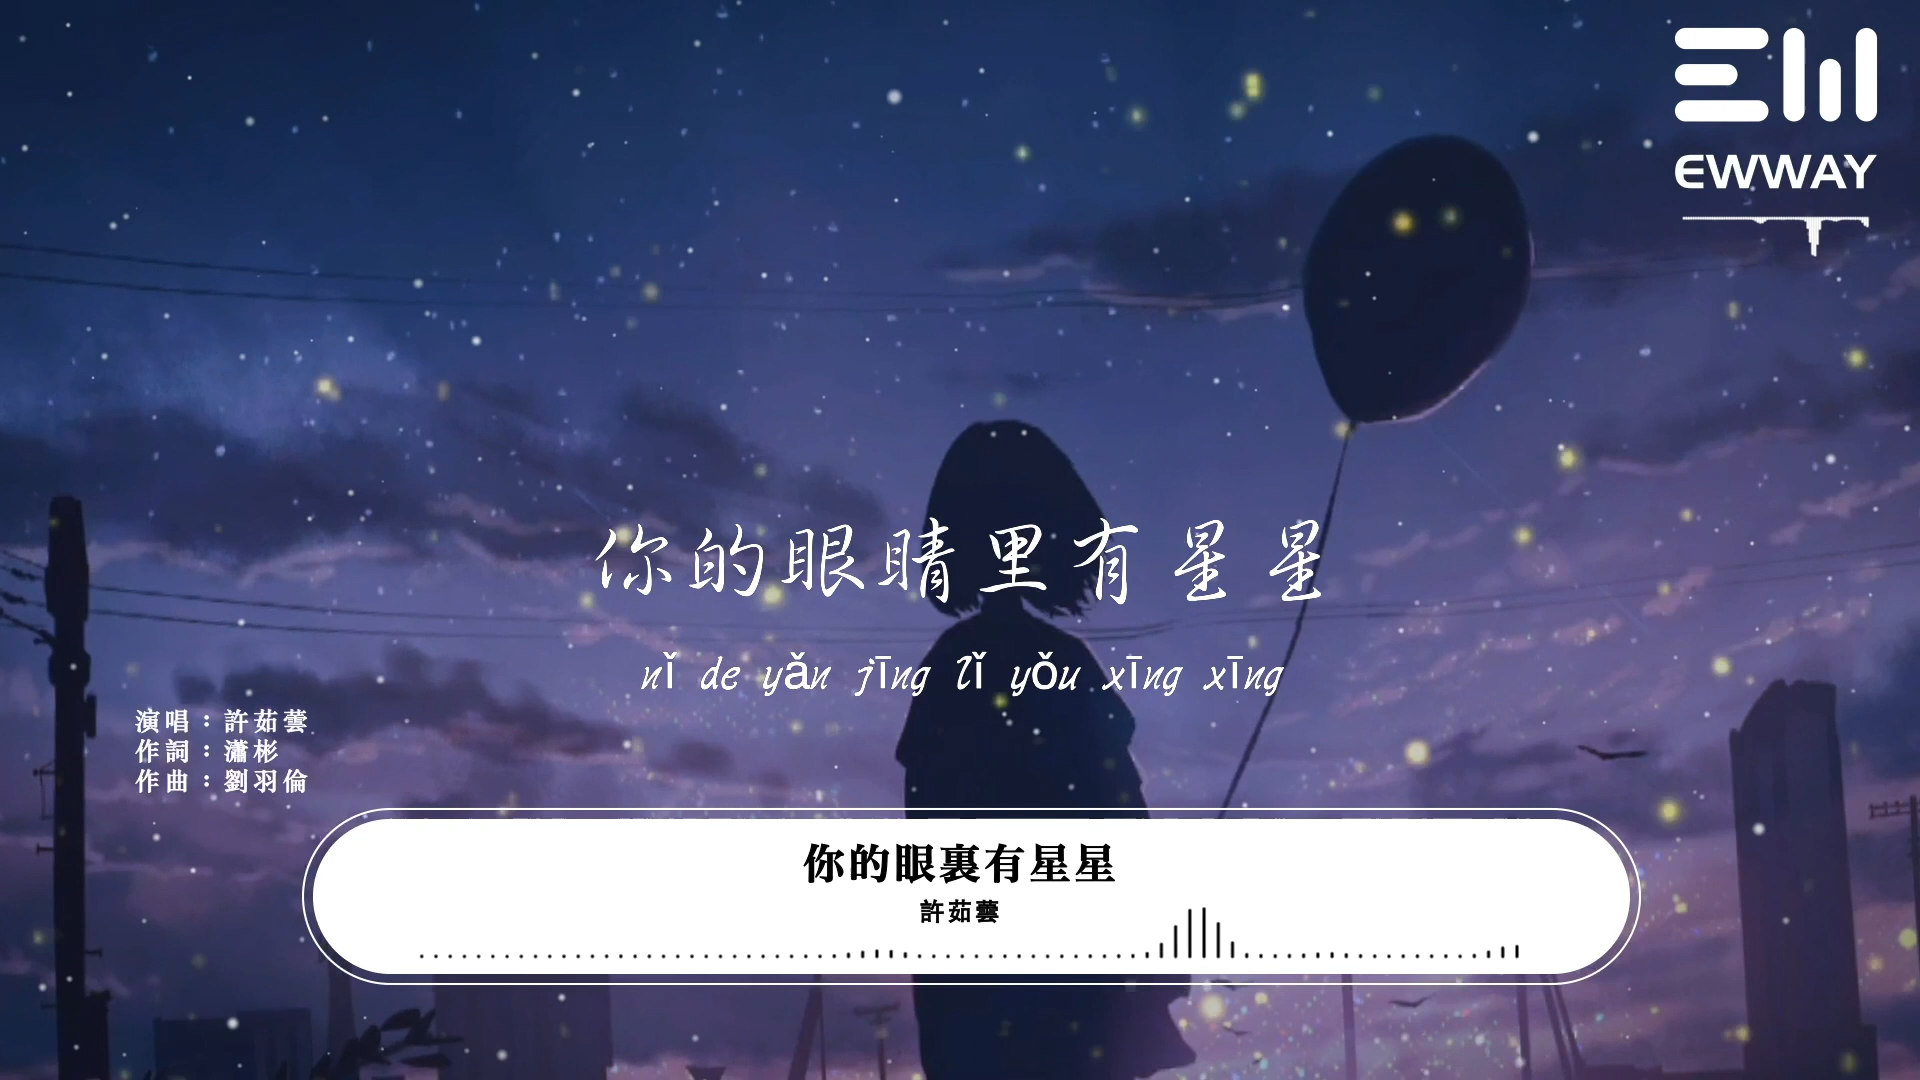 EW
EWWAY
你的眼睛里有星星
nǐ de yǎn jīng lǐ yǒu xīng xīng
演唱：許茹蕓
作詞：瀟彬
作曲：劉羽倫
你的眼裏有星星
許茹藝